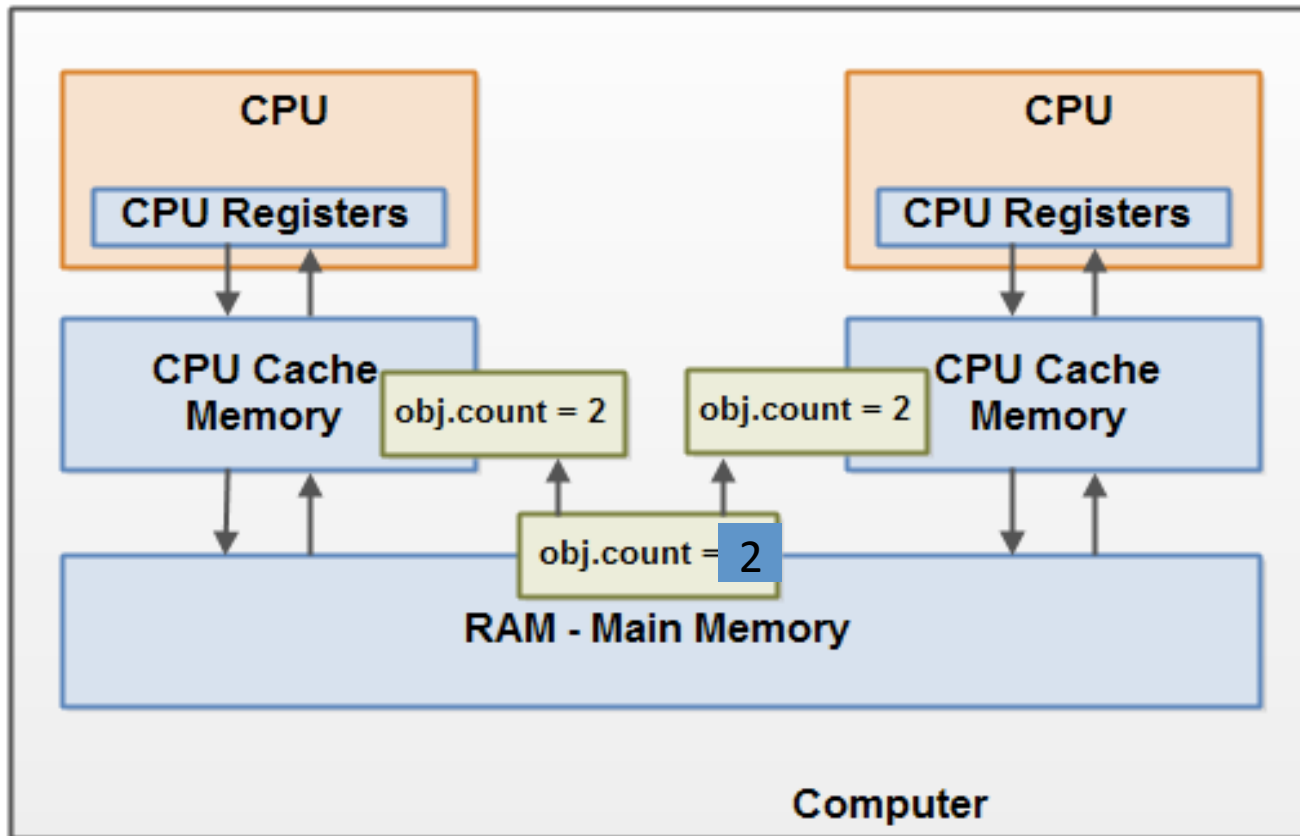 CPU
CPU
CPU Registers
CPU Registers
CPU Cache
Memory
CPU Cache
Memory
obj.count = 2
obj.count = 2
obj.count = 2
RAM - Main Memory
Computer